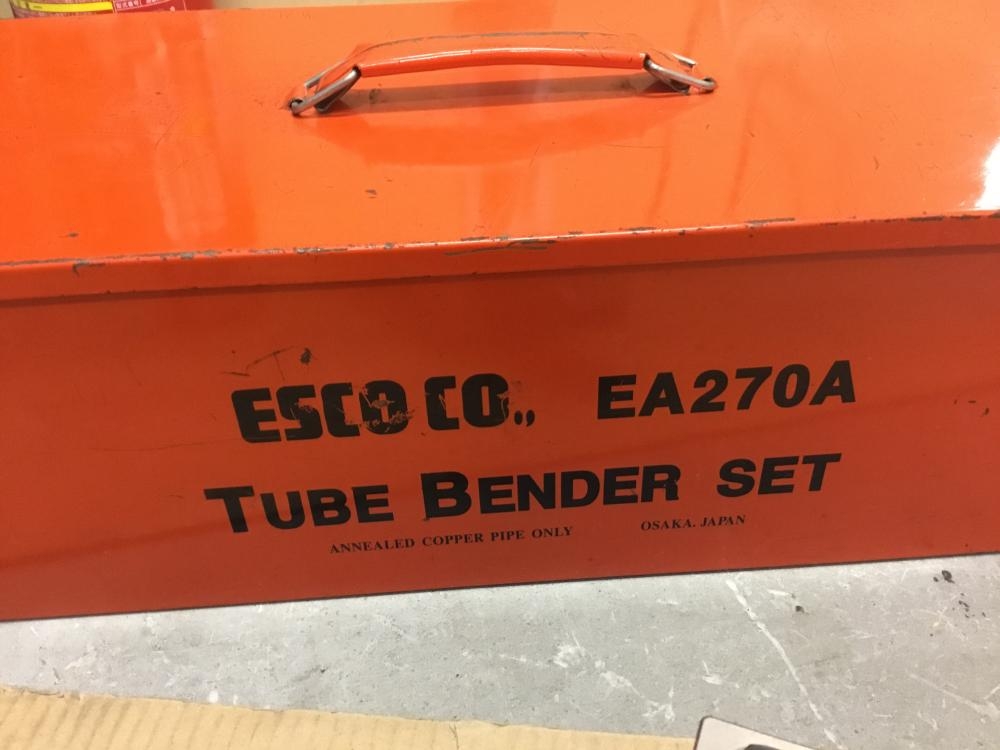 ESCO CO., EA270A
TUBE BENDER SET
ANNEALED COPPER PIPE ONLY OSAKA. JAPAN